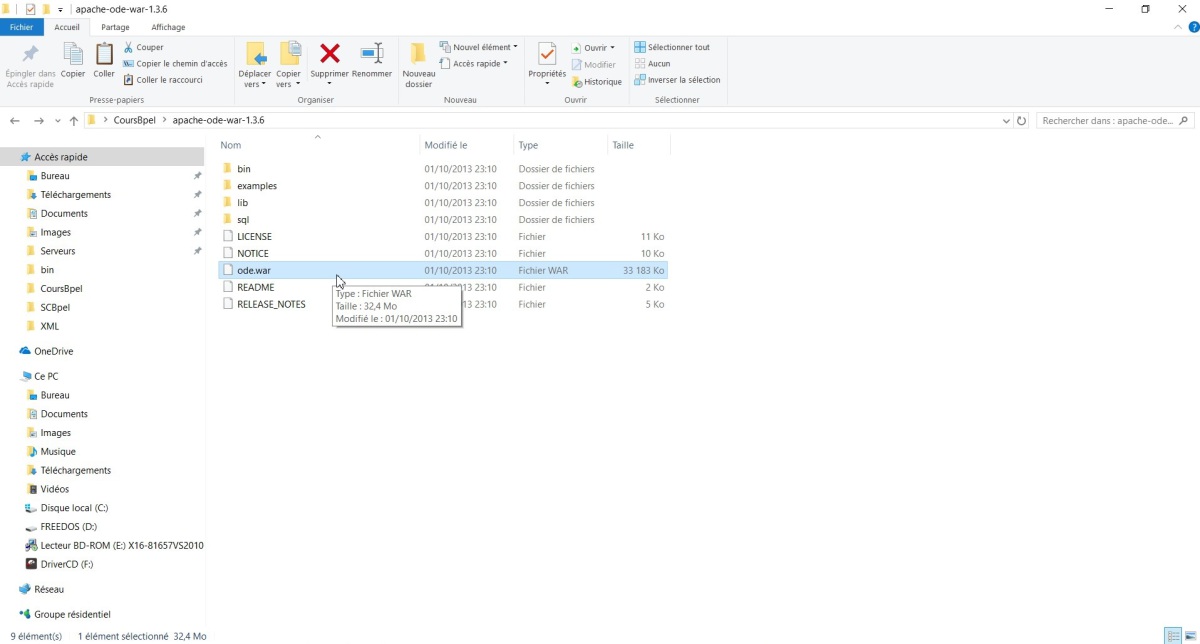 apache-ode-war-1.3.6
Fichier Accueil Partage Affichage
Épingler dans Accès rapide
Copier
Coller
Couper
Copier le chemin d'accès
Coller le raccourci
Presse-papiers
Déplacer vers
Copier vers
Supprimer
Renommer
Organiser
Nouveau dossier
Nouvel élément
Accès rapide
Nouveau
Propriétés
Ouvrir
Modifier
Historique
Ouvrir
Sélectionner tout
Aucun
Inverser la sélection
Sélectionner
CoursBpel > apache-ode-war-1.3.6
Rechercher dans : apache-ode...
Accès rapide
Bureau
Téléchargements
Documents
Images
Serveurs
bin
CoursBpel
SCBpel
XML
OneDrive
Ce PC
Bureau
Documents
Images
Musique
Téléchargements
Vidéos
Disque local (C:)
FREEDOS (D:)
Lecteur BD-ROM (E:) X16-81657VS2010
DriverCD (F:)
Réseau
Groupe résidentiel
Nom Modifié le Type Taille
bin 01/10/2013 23:10 Dossier de fichiers
examples 01/10/2013 23:10 Dossier de fichiers
lib 01/10/2013 23:10 Dossier de fichiers
sql 01/10/2013 23:10 Dossier de fichiers
LICENSE 01/10/2013 23:10 Fichier 11 Ko
NOTICE 01/10/2013 23:10 Fichier 10 Ko
ode.war 01/10/2013 23:10 Fichier WAR 33 183 Ko
README 23:10 Fichier 2 Ko
RELEASE_NOTES 23:10 Fichier 5 Ko
Type : Fichier WAR
Taille : 32,4 Mo
Modifié le : 01/10/2013 23:10
9 élément(s) 1 élément sélectionné 32,4 Mo